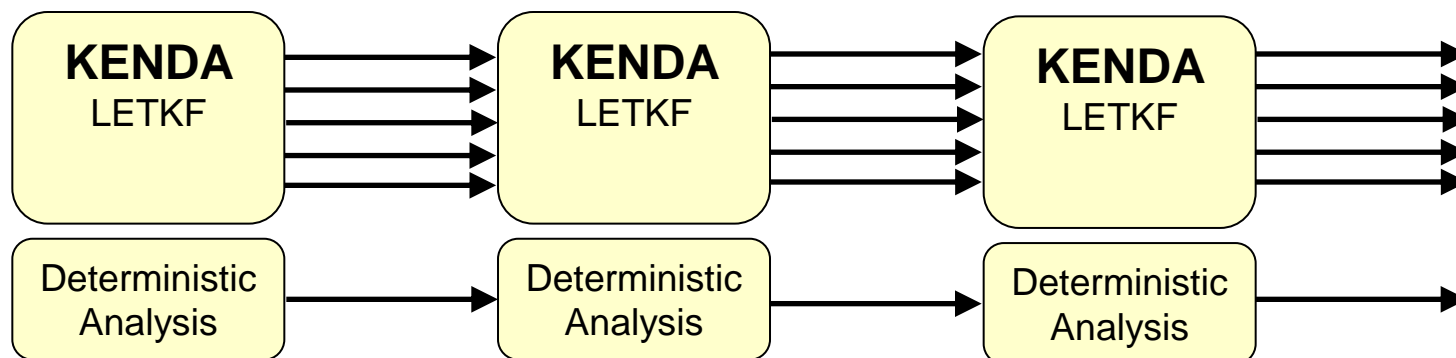 KENDA
LETKF
KENDA
LETKF
KENDA
LETKF
Deterministic
Analysis
Deterministic
Analysis
Deterministic
Analysis